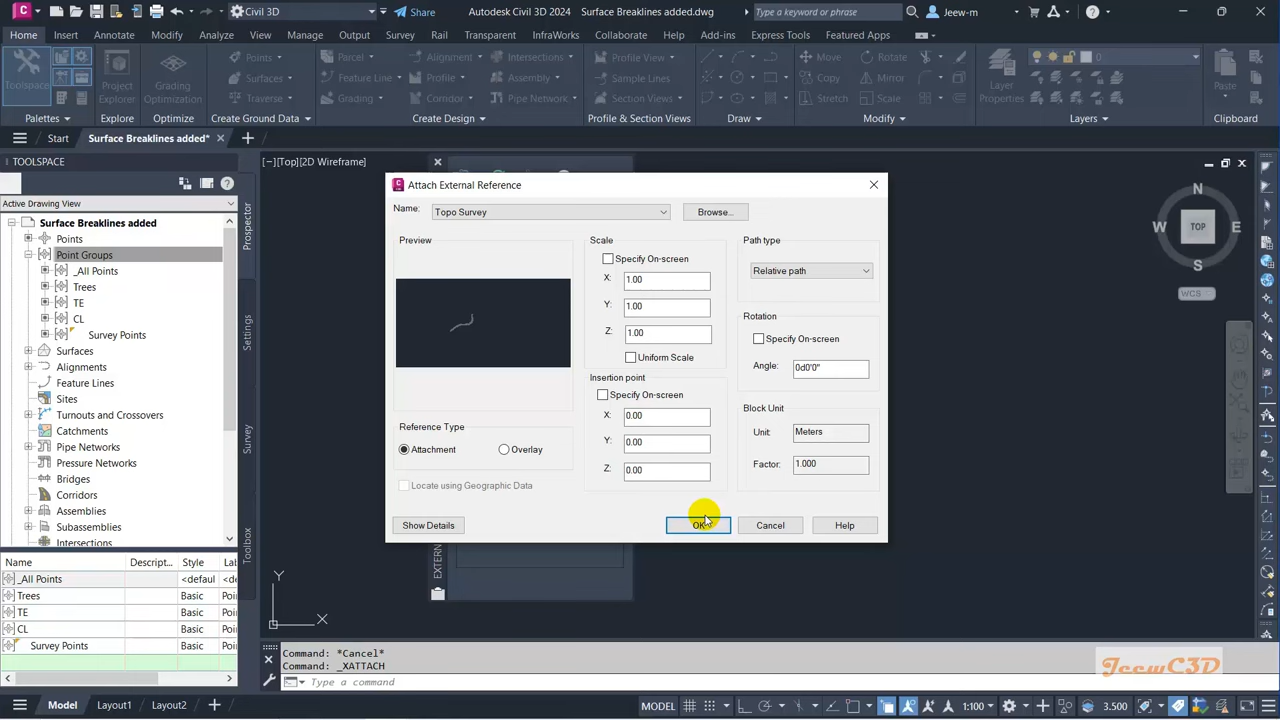 Civil 3D
Share
Autodesk Civil 3D 2024
Surface Breaklines added.dwg
Type a keyword or phrase
Jeew-m
Home Insert Annotate Modify Analyze View Manage Output Survey Rail Transparent InfraWorks Collaborate Help Add-ins Express Tools Featured Apps
Points
Parcel
Alignment
Intersections
Profile View
Move
Rotate
0
Toolspace
Project Explorer
Grading Optimization
Surfaces
Feature Line
Profile
Assembly
Sample Lines
Copy
Mirror
Layer Properties
Paste
Traverse
Grading
Corridor
Pipe Network
Section Views
Stretch
Scale
Palettes
Explore
Optimize
Create Ground Data
Create Design
Profile & Section Views
Draw
Modify
Layers
Clipboard
Start
Surface Breaklines added*
TOOLSPACE
[−][Top][2D Wireframe]
Active Drawing View
Surface Breaklines added
Points
Point Groups
_All Points
Trees
TE
CL
Survey Points
Surfaces
Alignments
Feature Lines
Sites
Turnouts and Crossovers
Catchments
Pipe Networks
Pressure Networks
Bridges
Corridors
Assemblies
Subassemblies
Intersections
Prospector
Settings
Survey
Toolbox
Name Descript... Style La
_All Points <defaul <de
Trees Basic Poi
TE Basic Poi
CL Basic Poi
Survey Points Basic Poi
Attach External Reference
Name: Topo Survey Browse...
Preview
Reference Type
Attachment Overlay
Locate using Geographic Data
Scale
Specify On-screen
X: 1.00
Y: 1.00
Z: 1.00
Uniform Scale
Insertion point
Specify On-screen
X: 0.00
Y: 0.00
Z: 0.00
Path type
Relative path
Rotation
Specify On-screen
Angle: 0d0'0"
Block Unit
Unit: Meters
Factor: 1.000
Show Details OK Cancel Help
EXTERN
N
W TOP E
S
WCS
Y
X
Command: *Cancel*
Command: _XATTACH
Type a command
JeewC3D
Model Layout1 Layout2
MODEL
1:100
3.500